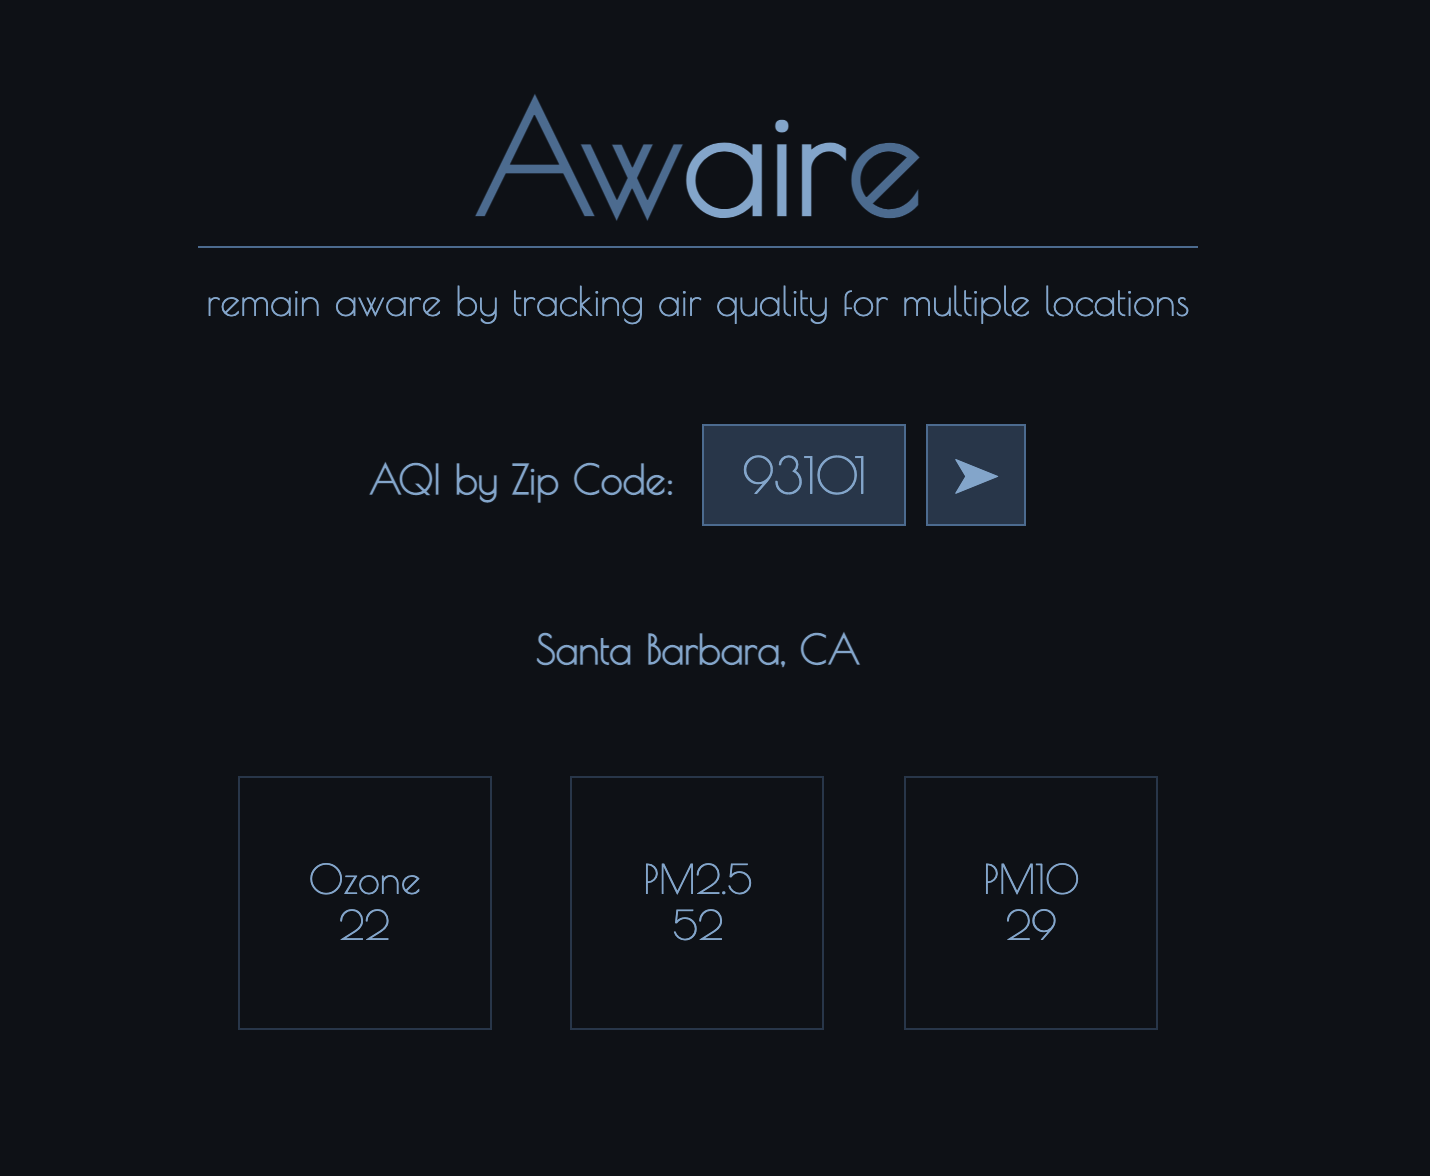 Awaire
remain aware by tracking air quality for multiple locations
AQI by Zip Code: 93101
Santa Barbara, CA
Ozone
22
PM2.5
52
PM10
29